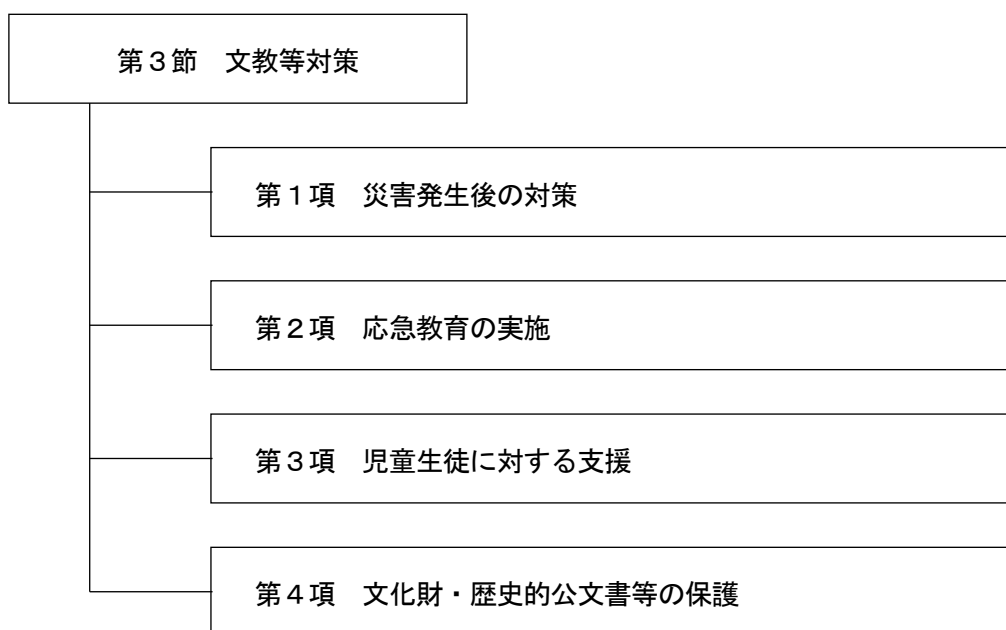 第３節　文教等対策
第１項　災害発生後の対策
第２項　応急教育の実施
第３項　児童生徒に対する支援
第４項　文化財・歴史的公文書等の保護